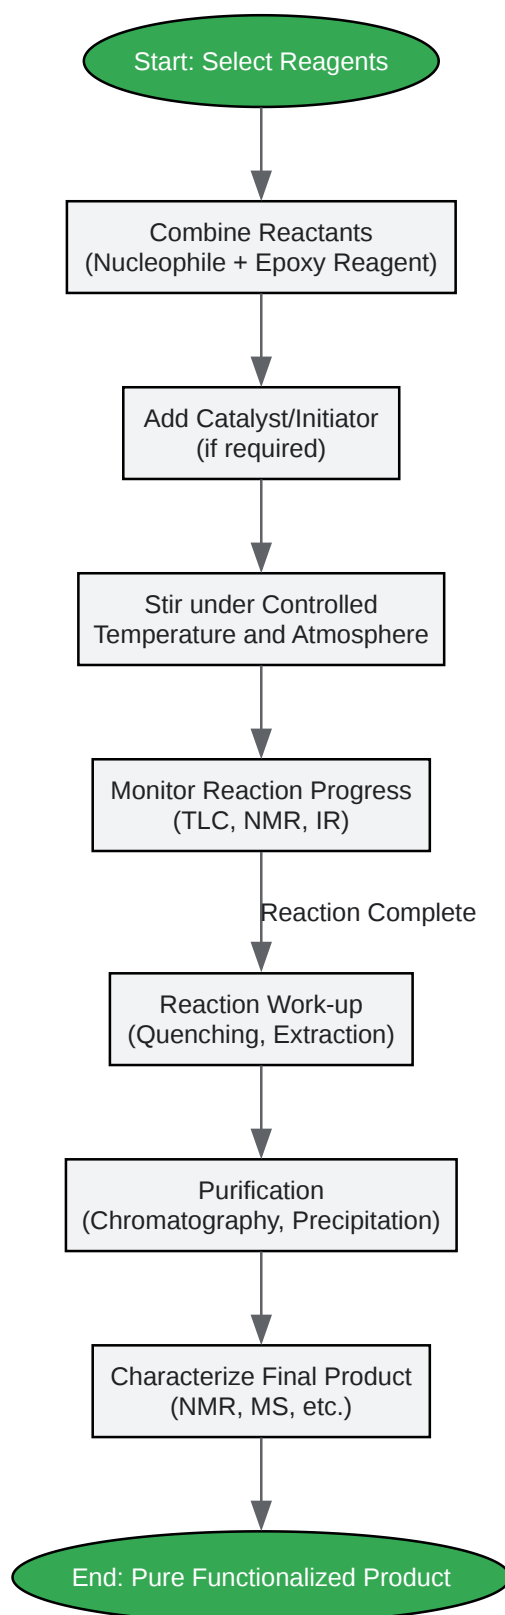 Start: Select Reagents
Combine Reactants
(Nucleophile + Epoxy Reagent)
Add Catalyst/Initiator
(if required)
Stir under Controlled
Temperature and Atmosphere
Monitor Reaction Progress
(TLC, NMR, IR)
Reaction Complete
Reaction Work-up
(Quenching, Extraction)
Purification
(Chromatography, Precipitation)
Characterize Final Product
(NMR, MS, etc.)
End: Pure Functionalized Product